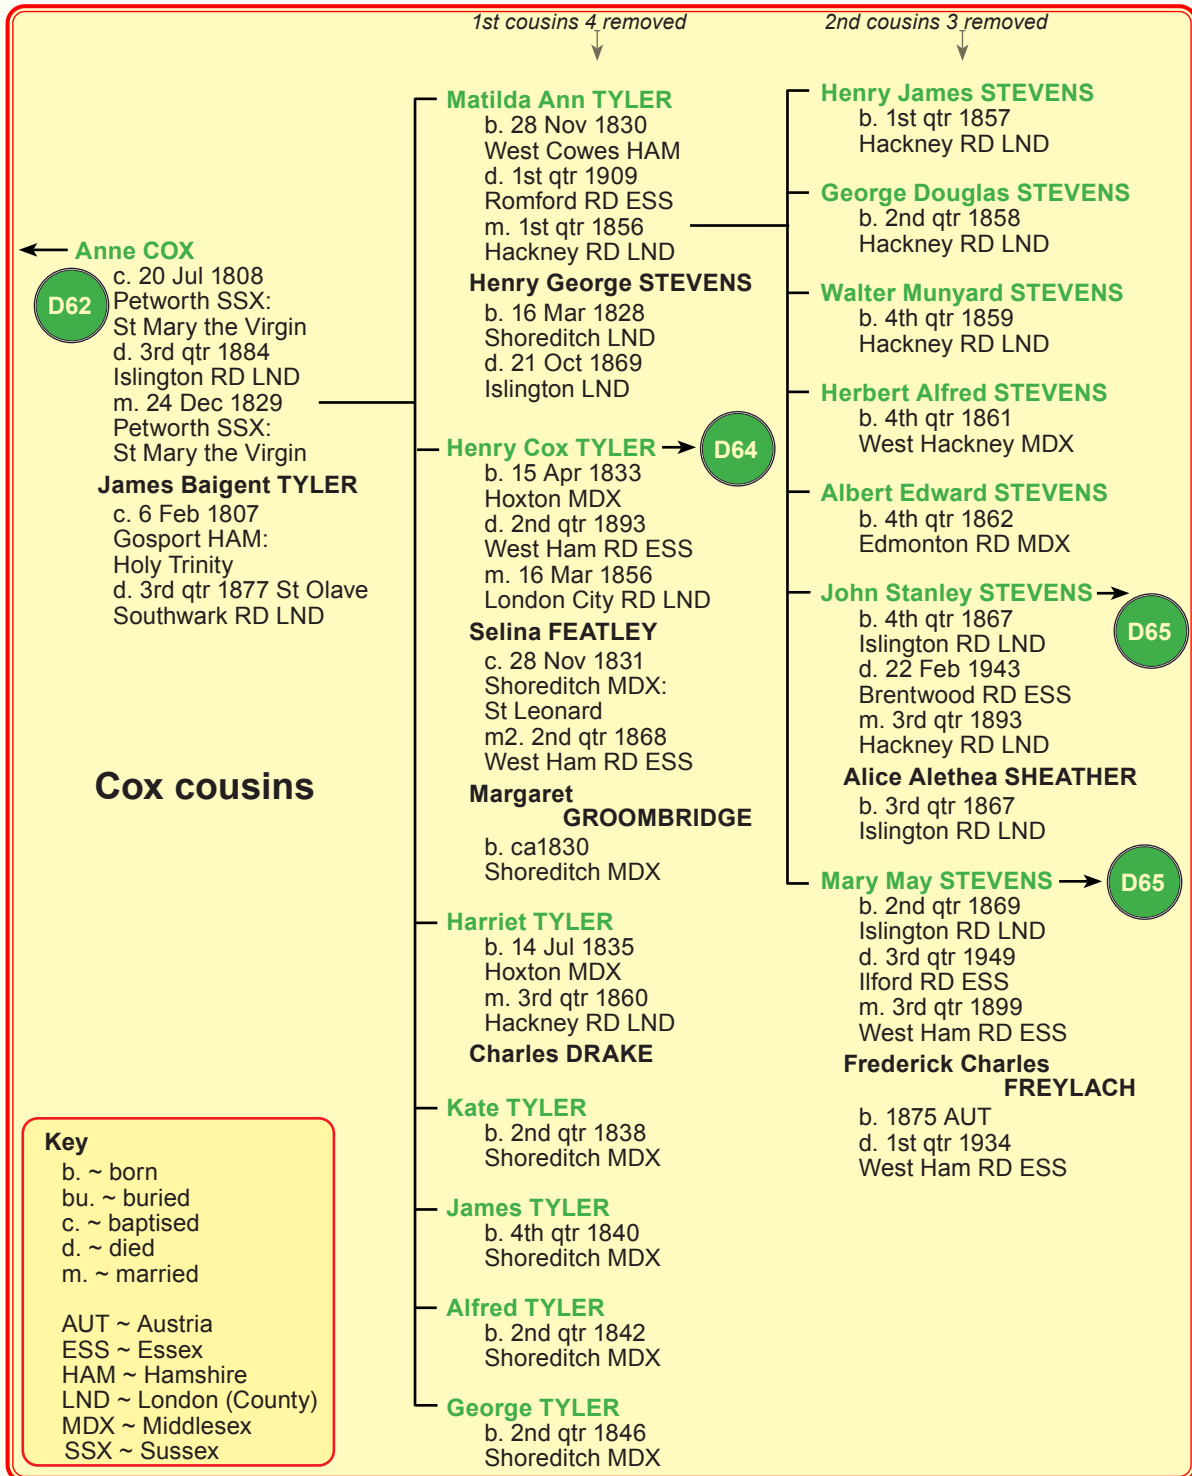 1st cousins 4 removed
2nd cousins 3 removed
Anne COX
D62
c. 20 Jul 1808
Petworth SSX:
St Mary the Virgin
d. 3rd qtr 1884
Islington RD LND
m. 24 Dec 1829
Petworth SSX:
St Mary the Virgin
James Baigent TYLER
c. 6 Feb 1807
Gosport HAM:
Holy Trinity
d. 3rd qtr 1877 St Olave
Southwark RD LND
Cox cousins
Matilda Ann TYLER
b. 28 Nov 1830
West Cowes HAM
d. 1st qtr 1909
Romford RD ESS
m. 1st qtr 1856
Hackney RD LND
Henry George STEVENS
b. 16 Mar 1828
Shoreditch LND
d. 21 Oct 1869
Islington LND
Henry Cox TYLER
D64
b. 15 Apr 1833
Hoxton MDX
d. 2nd qtr 1893
West Ham RD ESS
m. 16 Mar 1856
London City RD LND
Selina FEATLEY
c. 28 Nov 1831
Shoreditch MDX:
St Leonard
m2. 2nd qtr 1868
West Ham RD ESS
Margaret
GROOMBRIDGE
b. ca1830
Shoreditch MDX
Harriet TYLER
b. 14 Jul 1835
Hoxton MDX
m. 3rd qtr 1860
Hackney RD LND
Charles DRAKE
Kate TYLER
b. 2nd qtr 1838
Shoreditch MDX
James TYLER
b. 4th qtr 1840
Shoreditch MDX
Alfred TYLER
b. 2nd qtr 1842
Shoreditch MDX
George TYLER
b. 2nd qtr 1846
Shoreditch MDX
Henry James STEVENS
b. 1st qtr 1857
Hackney RD LND
George Douglas STEVENS
b. 2nd qtr 1858
Hackney RD LND
Walter Munyard STEVENS
b. 4th qtr 1859
Hackney RD LND
Herbert Alfred STEVENS
b. 4th qtr 1861
West Hackney MDX
Albert Edward STEVENS
b. 4th qtr 1862
Edmonton RD MDX
John Stanley STEVENS
D65
b. 4th qtr 1867
Islington RD LND
d. 22 Feb 1943
Brentwood RD ESS
m. 3rd qtr 1893
Hackney RD LND
Alice Alethea SHEATHER
b. 3rd qtr 1867
Islington RD LND
Mary May STEVENS
D65
b. 2nd qtr 1869
Islington RD LND
d. 3rd qtr 1949
Ilford RD ESS
m. 3rd qtr 1899
West Ham RD ESS
Frederick Charles
FREYLACH
b. 1875 AUT
d. 1st qtr 1934
West Ham RD ESS
Key
b. ~ born
bu. ~ buried
c. ~ baptised
d. ~ died
m. ~ married
AUT ~ Austria
ESS ~ Essex
HAM ~ Hamshire
LND ~ London (County)
MDX ~ Middlesex
SSX ~ Sussex